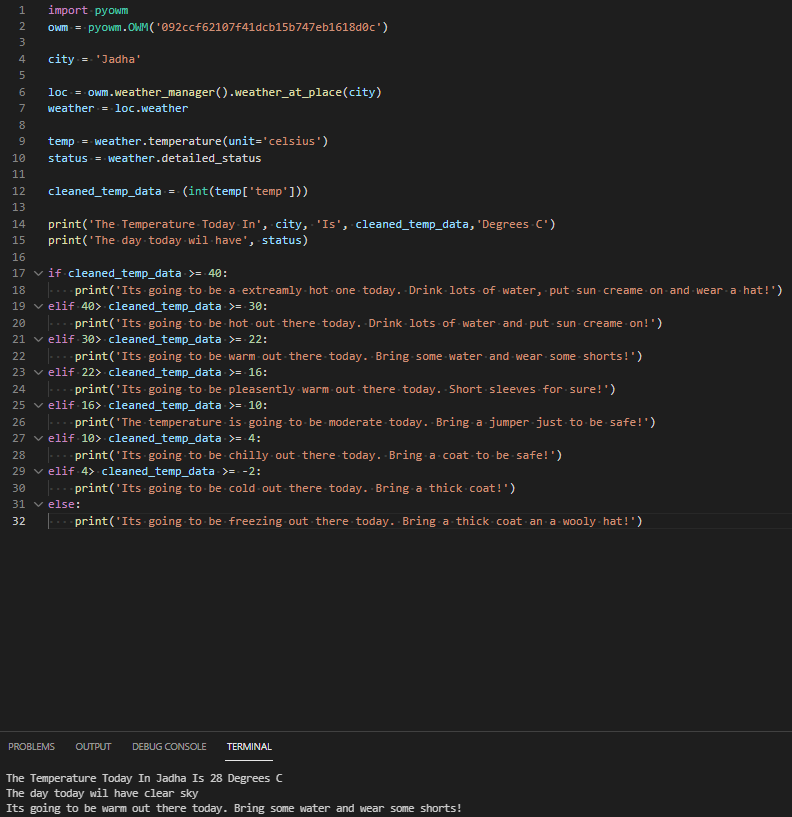 1 import pyowm
2 owm = pyowm.OWM('092ccf62107f41dcb15b747eb1618d0c')
3
4 city = 'Jadha'
5
6 loc = owm.weather_manager().weather_at_place(city)
7 weather = loc.weather
8
9 temp = weather.temperature(unit='celsius')
10 status = weather.detailed_status
11
12 cleaned_temp_data = (int(temp['temp']))
13
14 print('The Temperature Today In', city, 'Is', cleaned_temp_data,'Degrees C')
15 print('The day today wil have', status)
16
17 if cleaned_temp_data >= 40:
18     print('Its going to be a extreamly hot one today. Drink lots of water, put sun creame on and wear a hat!')
19 elif 40> cleaned_temp_data >= 30:
20     print('Its going to be hot out there today. Drink lots of water and put sun creame on!')
21 elif 30> cleaned_temp_data >= 22:
22     print('Its going to be warm out there today. Bring some water and wear some shorts!')
23 elif 22> cleaned_temp_data >= 16:
24     print('Its going to be pleasently warm out there today. Short sleeves for sure!')
25 elif 16> cleaned_temp_data >= 10:
26     print('The temperature is going to be moderate today. Bring a jumper just to be safe!')
27 elif 10> cleaned_temp_data >= 4:
28     print('Its going to be chilly out there today. Bring a coat to be safe!')
29 elif 4> cleaned_temp_data >= -2:
30     print('Its going to be cold out there today. Bring a thick coat!')
31 else:
32     print('Its going to be freezing out there today. Bring a thick coat an a wooly hat!')
PROBLEMS OUTPUT DEBUG CONSOLE TERMINAL
The Temperature Today In Jadha Is 28 Degrees C
The day today wil have clear sky
Its going to be warm out there today. Bring some water and wear some shorts!